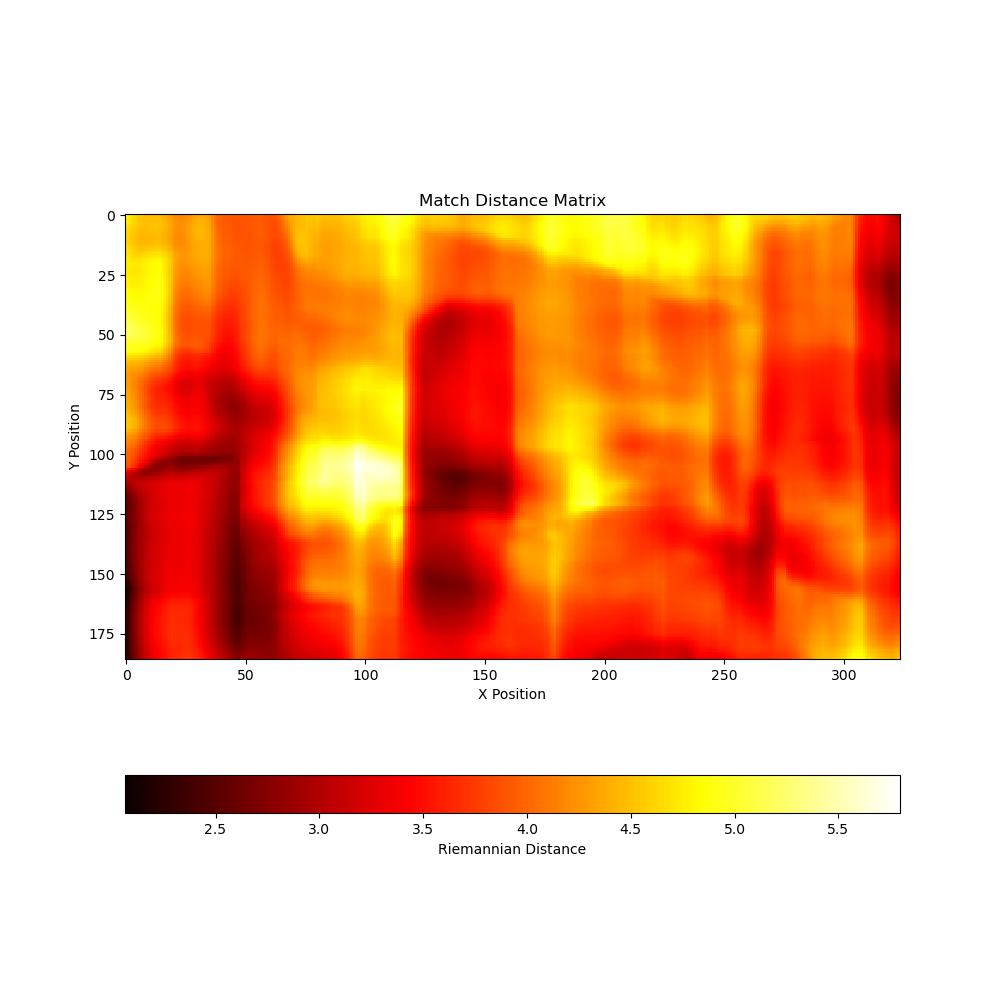 Match Distance Matrix
0
25
50
75
100
125
150
175
Y Position
0 50 100 150 200 250 300
X Position
2.5 3.0 3.5 4.0 4.5 5.0 5.5
Riemannian Distance